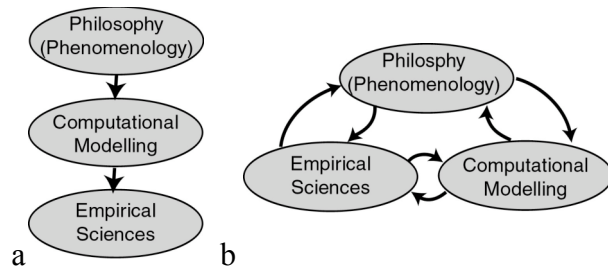 Philosophy
(Phenomenology)
Computational
Modelling
Empirical
Sciences
a
Philosphy
(Phenomenology)
Empirical
Sciences
Computational
Modelling
b